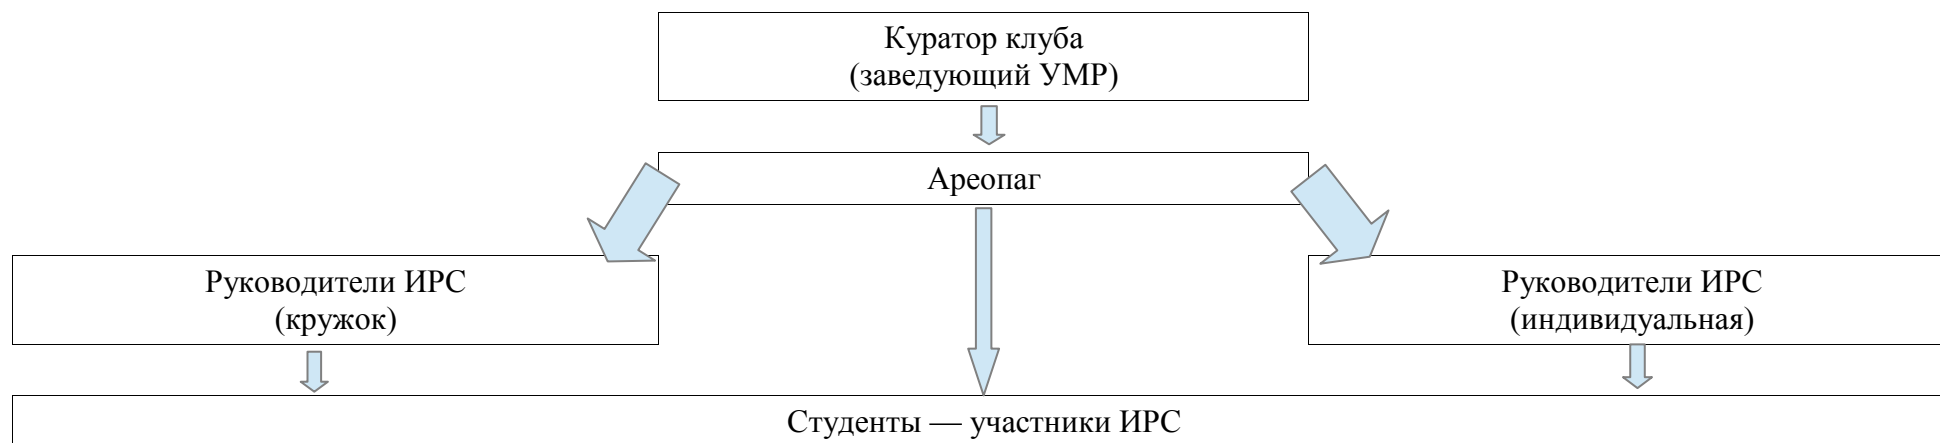 Куратор клуба
(заведующий УМР)
Ареопаг
Руководители ИРС
(кружок)
Руководители ИРС
(индивидуальная)
Студенты — участники ИРС